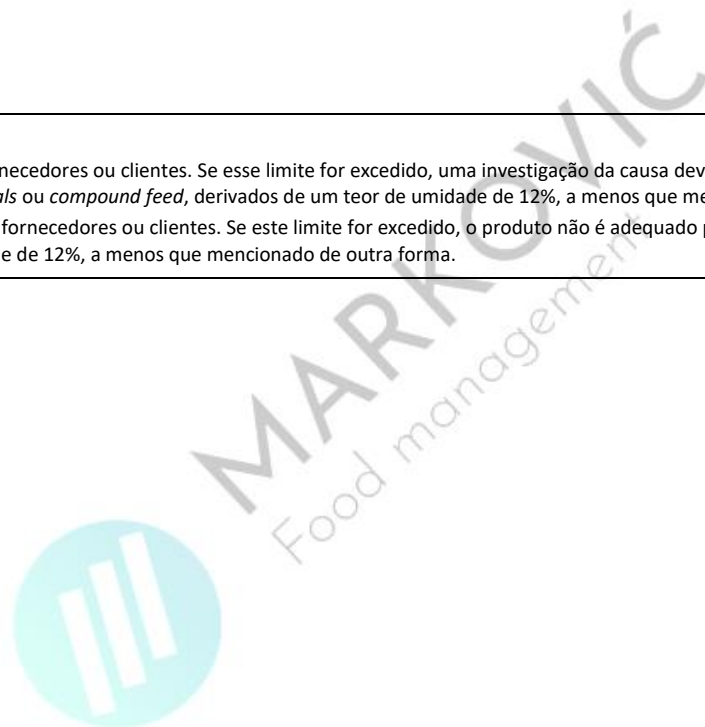 necedores ou clientes. Se esse limite for excedido, uma investigação da causa dev
als ou compound feed, derivados de um teor de umidade de 12%, a menos que me
fornecedores ou clientes. Se este limite for excedido, o produto não é adequado p
e de 12%, a menos que mencionado de outra forma.
MARKOVIĆ
Food management